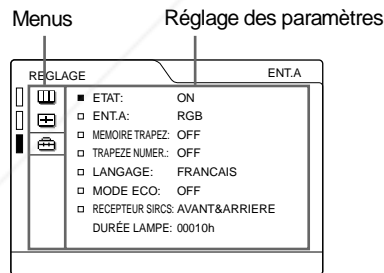 Menus Réglage des paramètres
REGLAGE ENT.A
ETAT: ON
ENT.A: RGB
MEMOIRE TRAPEZ: OFF
TRAPEZE NUMER.: OFF
LANGAGE: FRANCAIS
MODE ECO: OFF
RECEPTEUR SIRCS: AVANT&ARRIERE
DURÉE LAMPE: 00010h